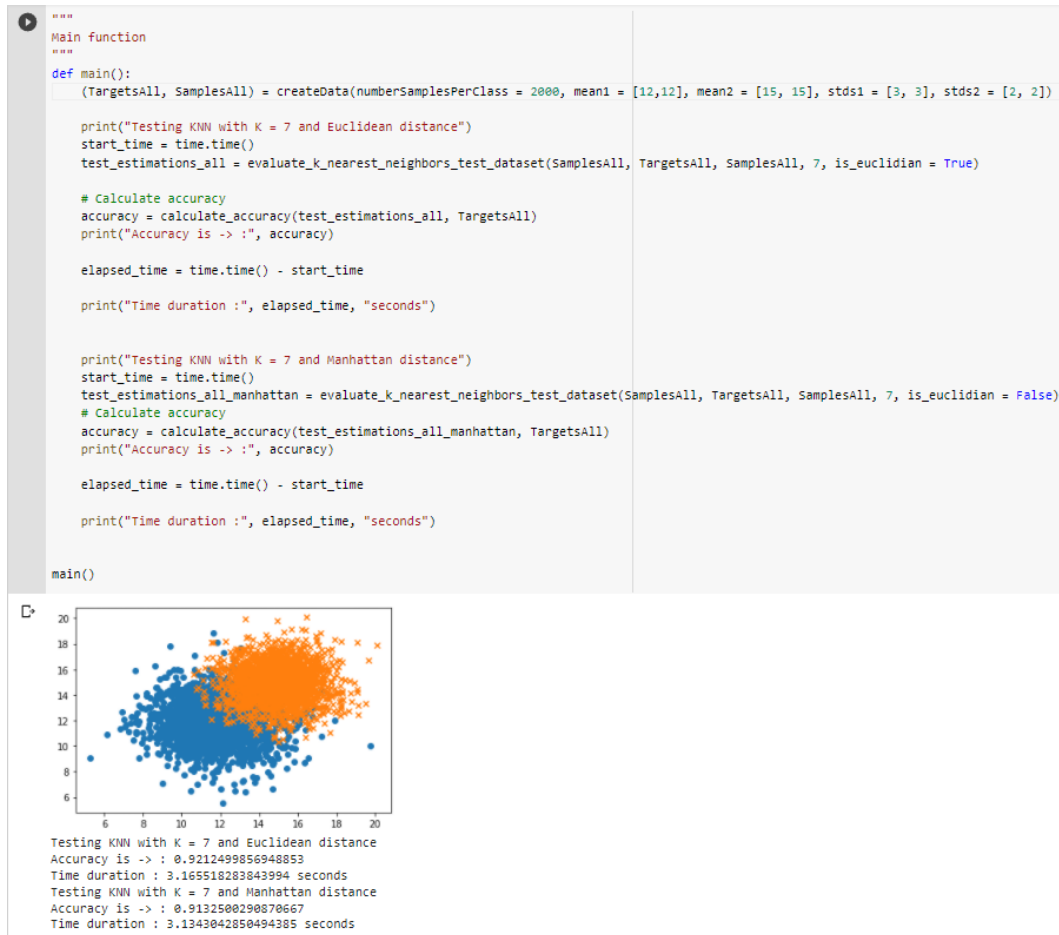 """
Main function
"""
def main():
    (TargetsAll, SamplesAll) = createData(numberSamplesPerClass = 2000, mean1 = [12,12], mean2 = [15, 15], stds1 = [3, 3], stds2 = [2, 2])
    print("Testing KNN with K = 7 and Euclidean distance")
    start_time = time.time()
    test_estimations_all = evaluate_k_nearest_neighbors_test_dataset(SamplesAll, TargetsAll, SamplesAll, 7, is_euclidian = True)
    # Calculate accuracy
    accuracy = calculate_accuracy(test_estimations_all, TargetsAll)
    print("Accuracy is -> :", accuracy)
    elapsed_time = time.time() - start_time
    print("Time duration :", elapsed_time, "seconds")
    print("Testing KNN with K = 7 and Manhattan distance")
    start_time = time.time()
    test_estimations_all_manhattan = evaluate_k_nearest_neighbors_test_dataset(SamplesAll, TargetsAll, SamplesAll, 7, is_euclidian = False)
    # Calculate accuracy
    accuracy = calculate_accuracy(test_estimations_all_manhattan, TargetsAll)
    print("Accuracy is -> :", accuracy)
    elapsed_time = time.time() - start_time
    print("Time duration :", elapsed_time, "seconds")
main()
20
18
16
14
12
10
8
6
6 8 10 12 14 16 18 20
Testing KNN with K = 7 and Euclidean distance
Accuracy is -> : 0.9212499856948853
Time duration : 3.165518283843994 seconds
Testing KNN with K = 7 and Manhattan distance
Accuracy is -> : 0.9132500290870667
Time duration : 3.1343042850494385 seconds